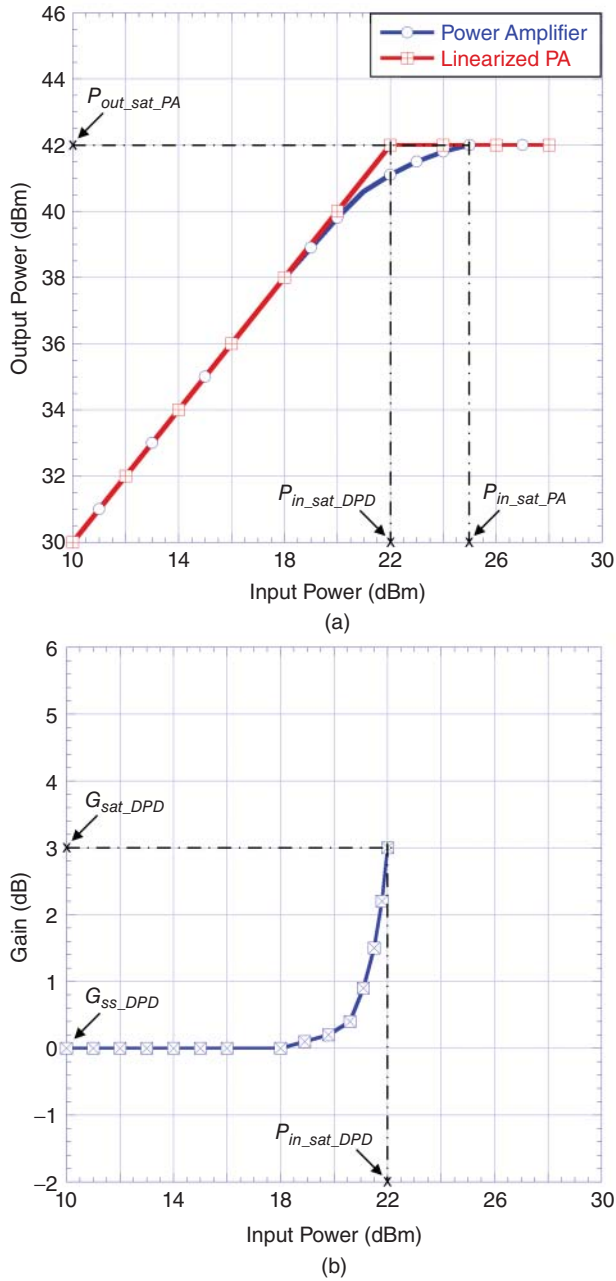 46
44
42
40
38
36
34
32
30
Output Power (dBm)
Power Amplifier
Linearized PA
P_out_sat_PA
P_in_sat_DPD
P_in_sat_PA
10 14 18 22 26 30
Input Power (dBm)
(a)
6
5
4
3
2
1
0
−1
−2
Gain (dB)
G_sat_DPD
G_ss_DPD
P_in_sat_DPD
10 14 18 22 26 30
Input Power (dBm)
(b)